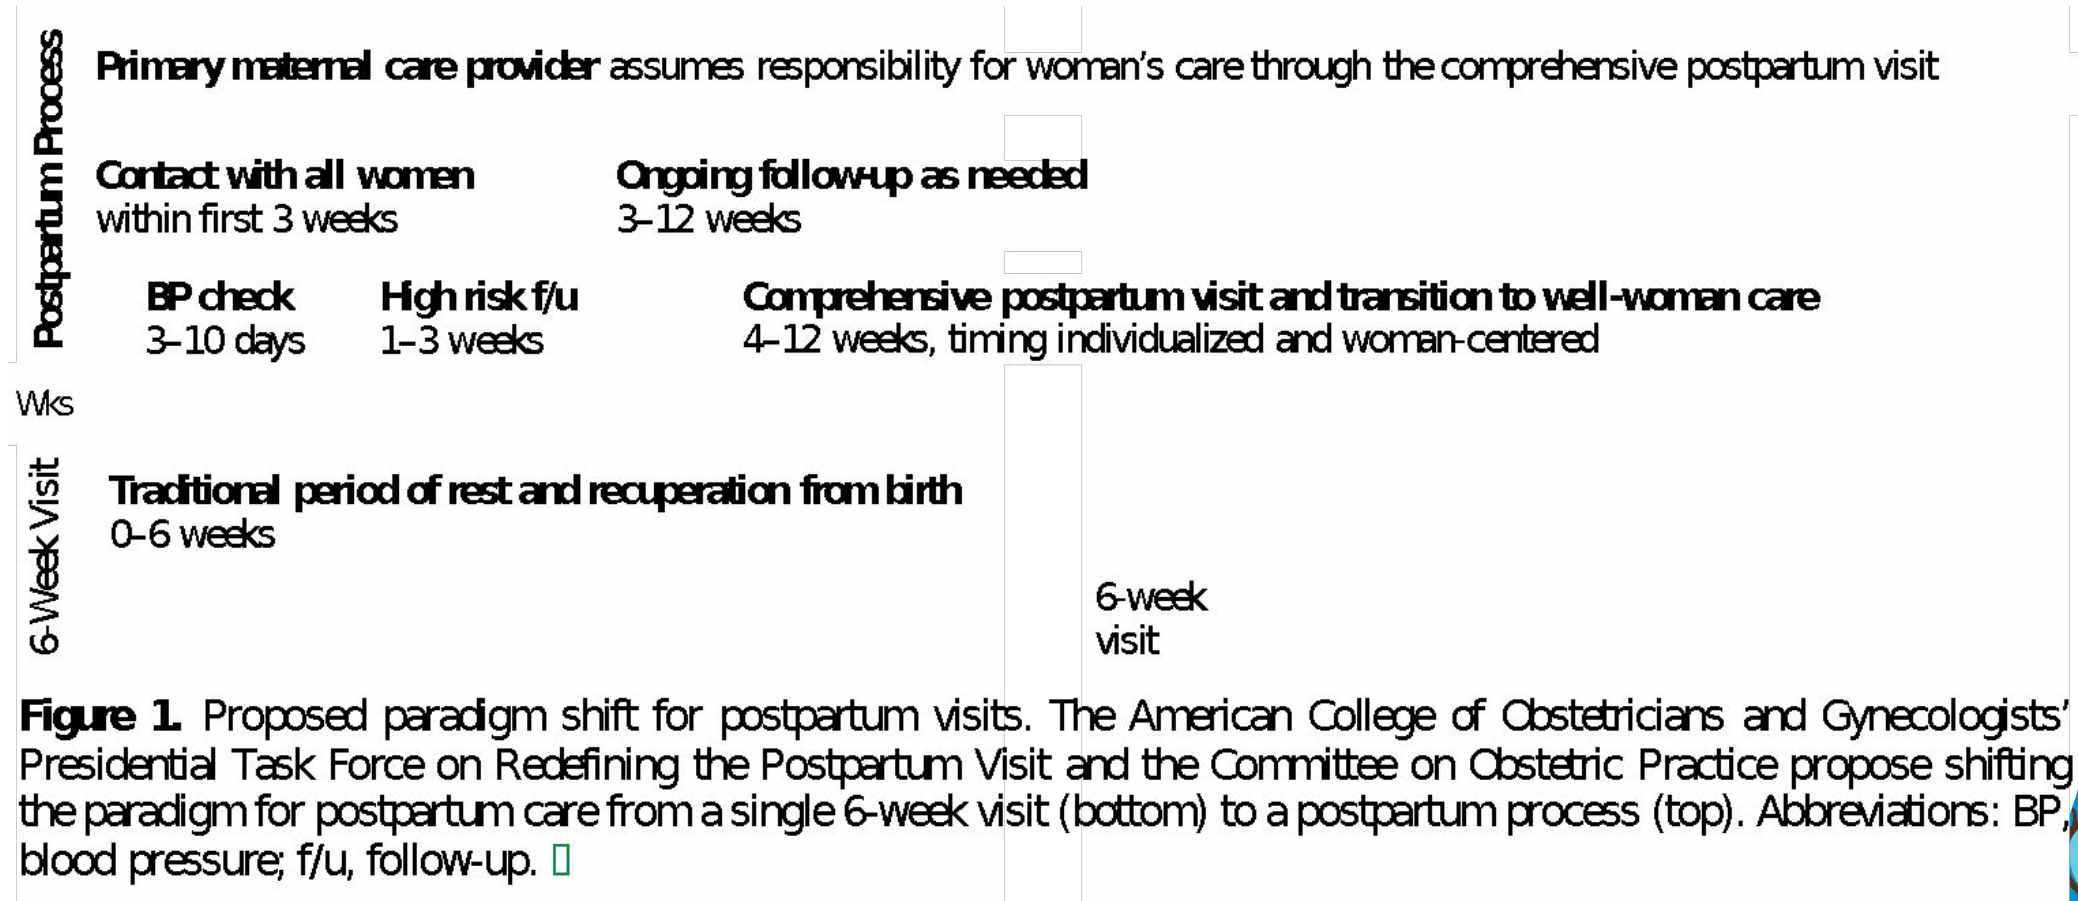 Postpartum Process
Primary maternal care provider assumes responsibility for woman’s care through the comprehensive postpartum visit
Contact with all women
within first 3 weeks
Ongoing follow-up as needed
3–12 weeks
BP check
3–10 days
High risk f/u
1–3 weeks
Comprehensive postpartum visit and transition to well-woman care
4–12 weeks, timing individualized and woman-centered
Wks
6-Week Visit
Traditional period of rest and recuperation from birth
0–6 weeks
6-week
visit
Figure 1. Proposed paradigm shift for postpartum visits. The American College of Obstetricians and Gynecologists’
Presidential Task Force on Redefining the Postpartum Visit and the Committee on Obstetric Practice propose shifting
the paradigm for postpartum care from a single 6-week visit (bottom) to a postpartum process (top). Abbreviations: BP,
blood pressure; f/u, follow-up.